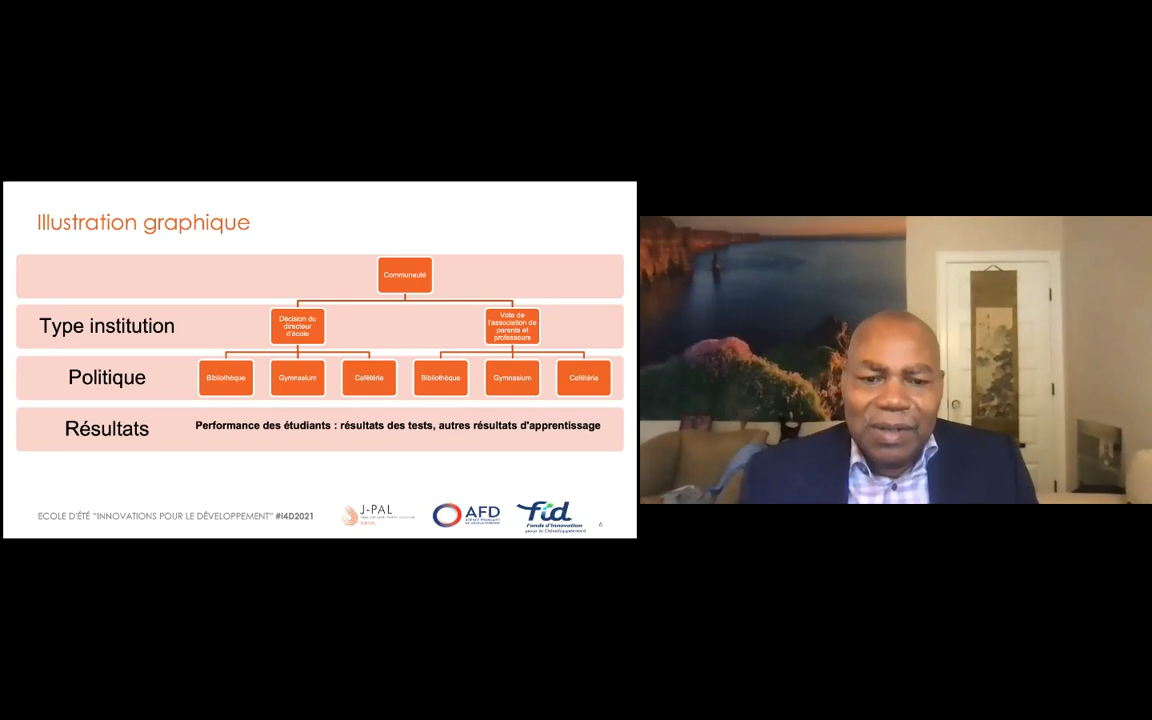 Illustration graphique
Communauté
Type institution
Décision du
directeur
d'école
Vote de
l'association de
parents et
professeurs
Politique
Bibliothèque
Gymnasium
Cafétéria
Bibliothèque
Gymnasium
Cafétéria
Résultats
Performance des étudiants : résultats des tests, autres résultats d'apprentissage
ECOLE D'ÉTÉ "INNOVATIONS POUR LE DÉVELOPPEMENT" #I4D2021
J-PAL
EUROPE
AFD
fid
Fonds d'Innovation
pour le Développement
6